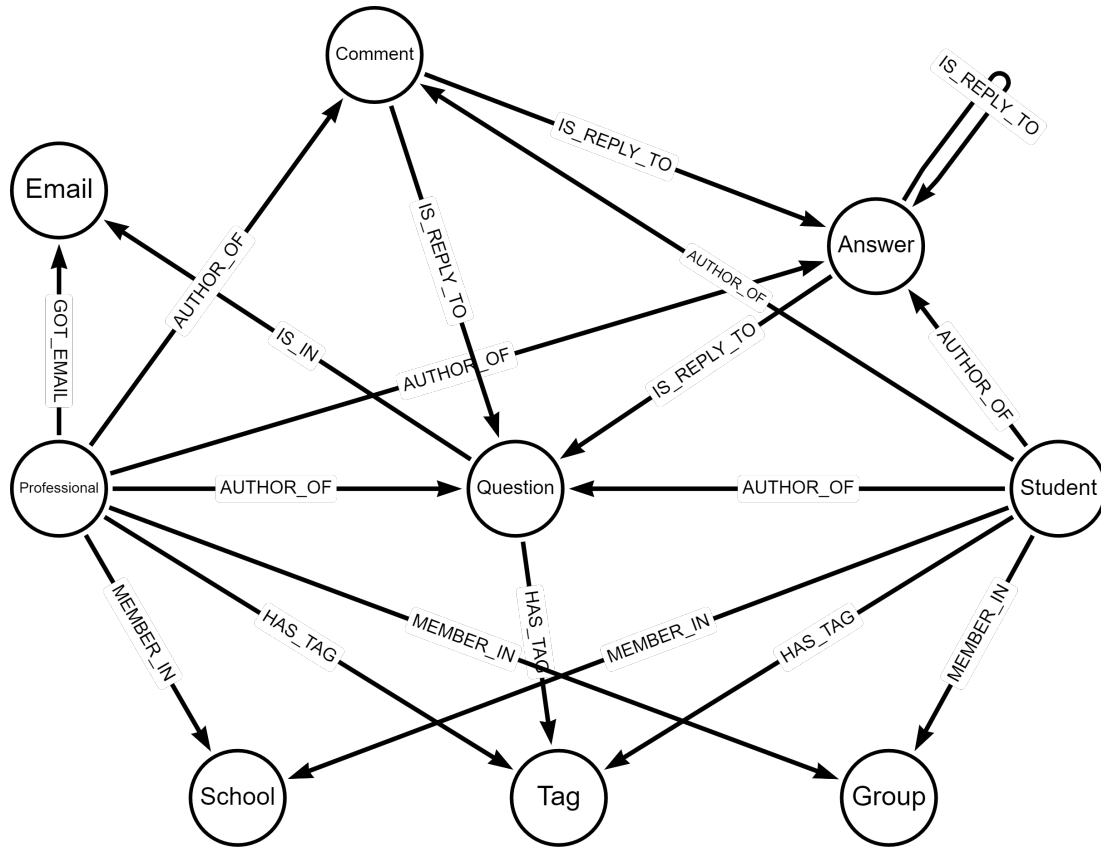 Comment
IS_REPLY_TO
IS_REPLY_TO
Email
Answer
AUTHOR_OF
IS_REPLY_TO
AUTHOR_OF
GOT_EMAIL
IS_IN
AUTHOR_OF
IS_REPLY_TO
AUTHOR_OF
Professional
AUTHOR_OF
Question
AUTHOR_OF
Student
MEMBER_IN
HAS_TAG
MEMBER_IN
HAS_TAG
MEMBER_IN
HAS_TAG
MEMBER_IN
School
Tag
Group